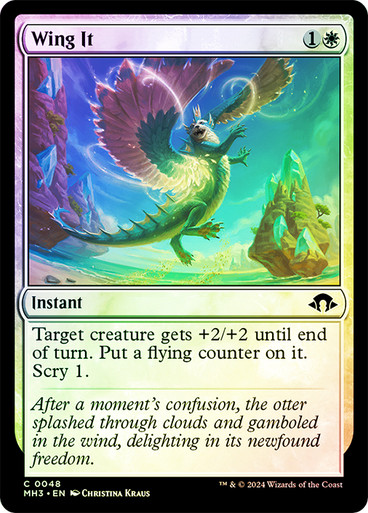 Wing It 1
Instant
Target creature gets +2/+2 until end
of turn. Put a flying counter on it.
Scry 1.
After a moment's confusion, the otter
splashed through clouds and gamboled
in the wind, delighting in its newfound
freedom.
C 0048
MH3 • EN Christina Kraus
™ & © 2024 Wizards of the Coast